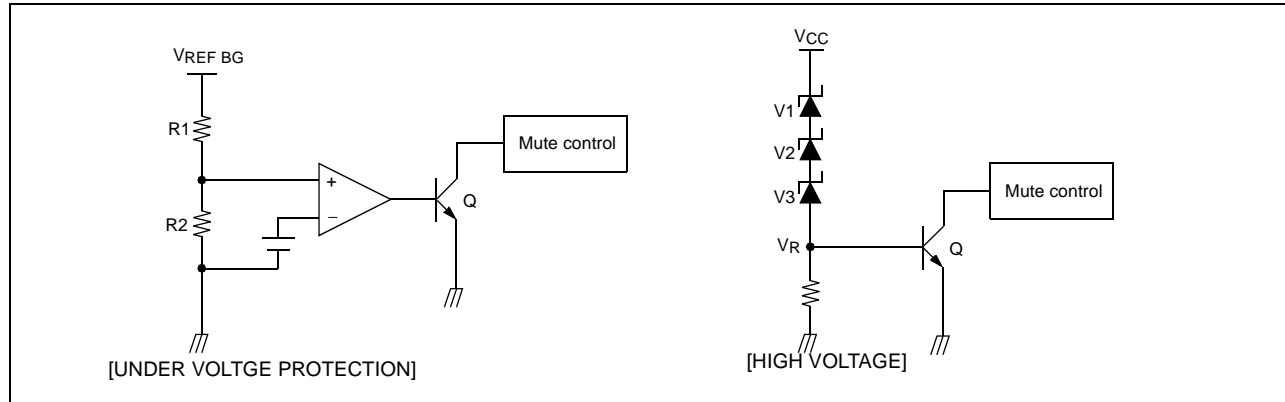 VREF BG
R1
R2
+
−
Q
Mute control
[UNDER VOLTGE PROTECTION]
VCC
V1
V2
V3
VR
Q
Mute control
[HIGH VOLTAGE]